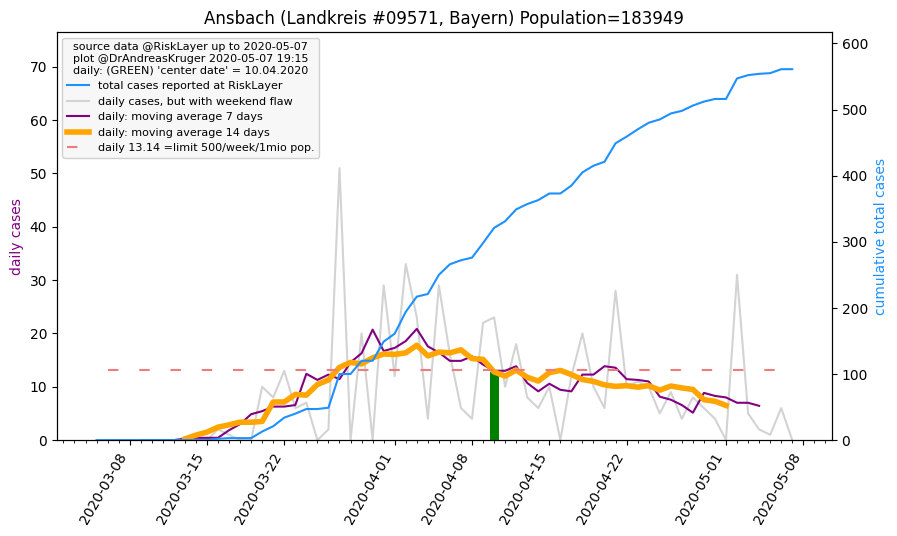 Ansbach (Landkreis #09571, Bayern) Population=183949
source data @RiskLayer up to 2020-05-07
plot @DrAndreasKruger 2020-05-07 19:15
daily: (GREEN) 'center date' = 10.04.2020
total cases reported at RiskLayer
daily cases, but with weekend flaw
daily: moving average 7 days
daily: moving average 14 days
daily 13.14 =limit 500/week/1mio pop.
daily cases
70
60
50
40
30
20
10
0
600
500
400
300
200
100
0
cumulative total cases
2020-03-08
2020-03-15
2020-03-22
2020-04-01
2020-04-08
2020-04-15
2020-04-22
2020-05-01
2020-05-08